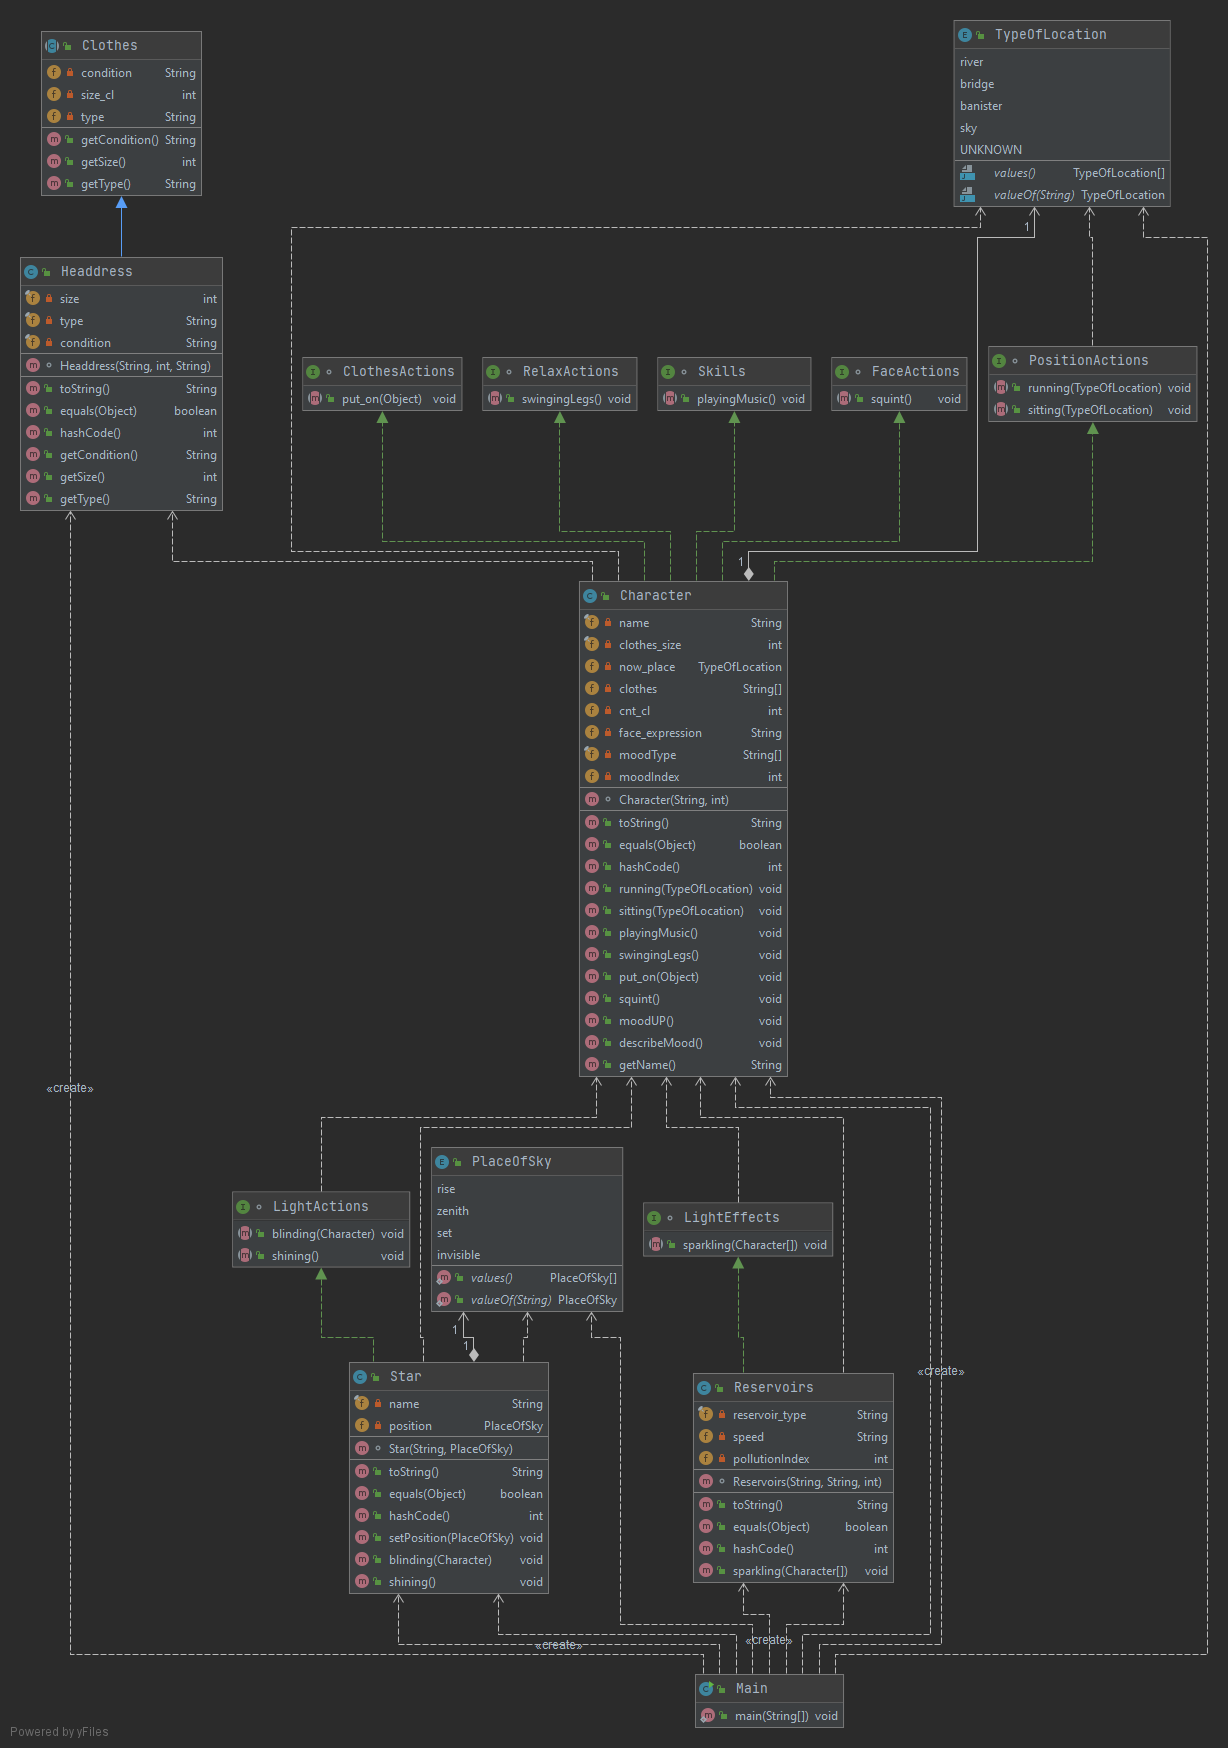 Clothes
condition String
size_cl int
type String
getCondition() String
getSize() int
getType() String
TypeOfLocation
river
bridge
banister
sky
UNKNOWN
values() TypeOfLocation[]
valueOf(String) TypeOfLocation
1
Headdress
size int
type String
condition String
Headdress(String, int, String)
toString() String
equals(Object) boolean
hashCode() int
getCondition() String
getSize() int
getType() String
ClothesActions
put_on(Object) void
RelaxActions
swingingLegs() void
Skills
playingMusic() void
FaceActions
squint() void
PositionActions
running(TypeOfLocation) void
sitting(TypeOfLocation) void
1
Character
name String
clothes_size int
now_place TypeOfLocation
clothes String[]
cnt_cl int
face_expression String
moodType String[]
moodIndex int
Character(String, int)
toString() String
equals(Object) boolean
hashCode() int
running(TypeOfLocation) void
sitting(TypeOfLocation) void
playingMusic() void
swingingLegs() void
put_on(Object) void
squint() void
moodUP() void
describeMood() void
getName() String
«create»
LightActions
blinding(Character) void
shining() void
PlaceOfSky
rise
zenith
set
invisible
values() PlaceOfSky[]
valueOf(String) PlaceOfSky
LightEffects
sparkling(Character[]) void
1
1
«create»
Star
name String
position PlaceOfSky
Star(String, PlaceOfSky)
toString() String
equals(Object) boolean
hashCode() int
setPosition(PlaceOfSky) void
blinding(Character) void
shining() void
Reservoirs
reservoir_type String
speed String
pollutionIndex int
Reservoirs(String, String, int)
toString() String
equals(Object) boolean
hashCode() int
sparkling(Character[]) void
«create»
«create»
Main
main(String[]) void
Powered by yFiles